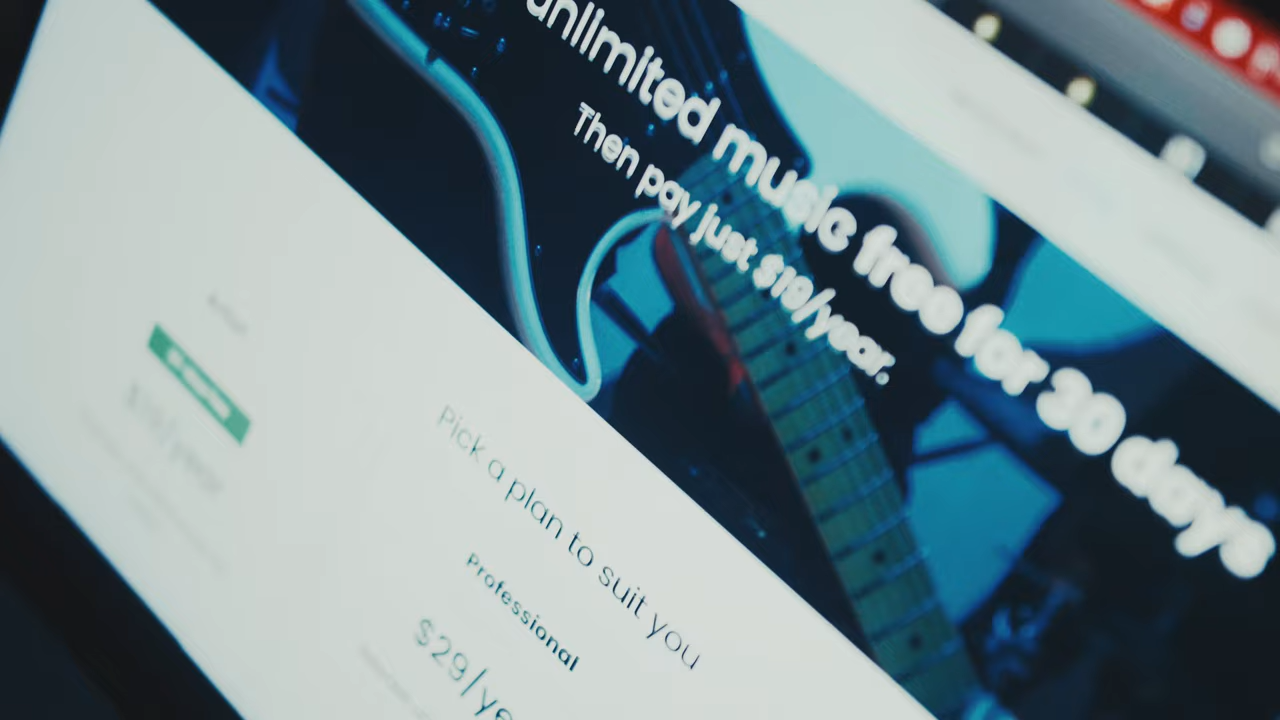 unlimited music free for 30 days
Then pay just $19/year.
Pick a plan to suit you
Professional
$29/ye